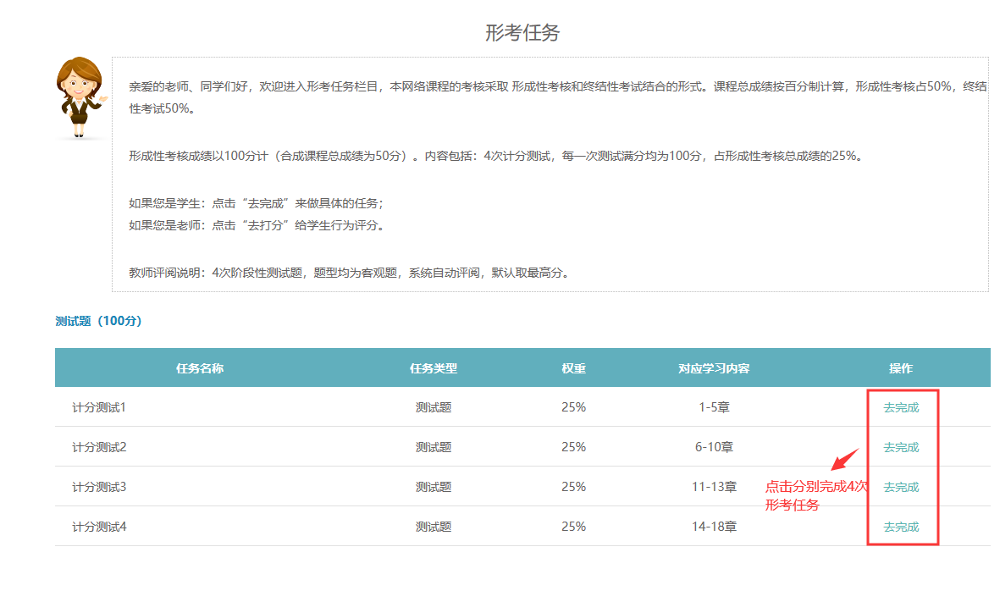 形考任务
亲爱的老师、同学们好，欢迎进入形考任务栏目，本网络课程的考核采取 形成性考核和终结性考试结合的形式。课程总成绩按百分制计算，形成性考核占50%，终结
性考试50%。
形成性考核成绩以100分计（合成课程总成绩为50分）。内容包括：4次计分测试，每一次测试满分均为100分，占形成性考核总成绩的25%。
如果您是学生：点击“去完成”来做具体的任务；
如果您是老师：点击“去打分”给学生行为评分。
教师评阅说明：4次阶段性测试题，题型均为客观题，系统自动评阅，默认取最高分。
测试题（100分）
任务名称 任务类型 权重 对应学习内容 操作
计分测试1 测试题 25% 1-5章 去完成
计分测试2 测试题 25% 6-10章 去完成
计分测试3 测试题 25% 11-13章 去完成
点击分别完成4次
形考任务
计分测试4 测试题 25% 14-18章 去完成